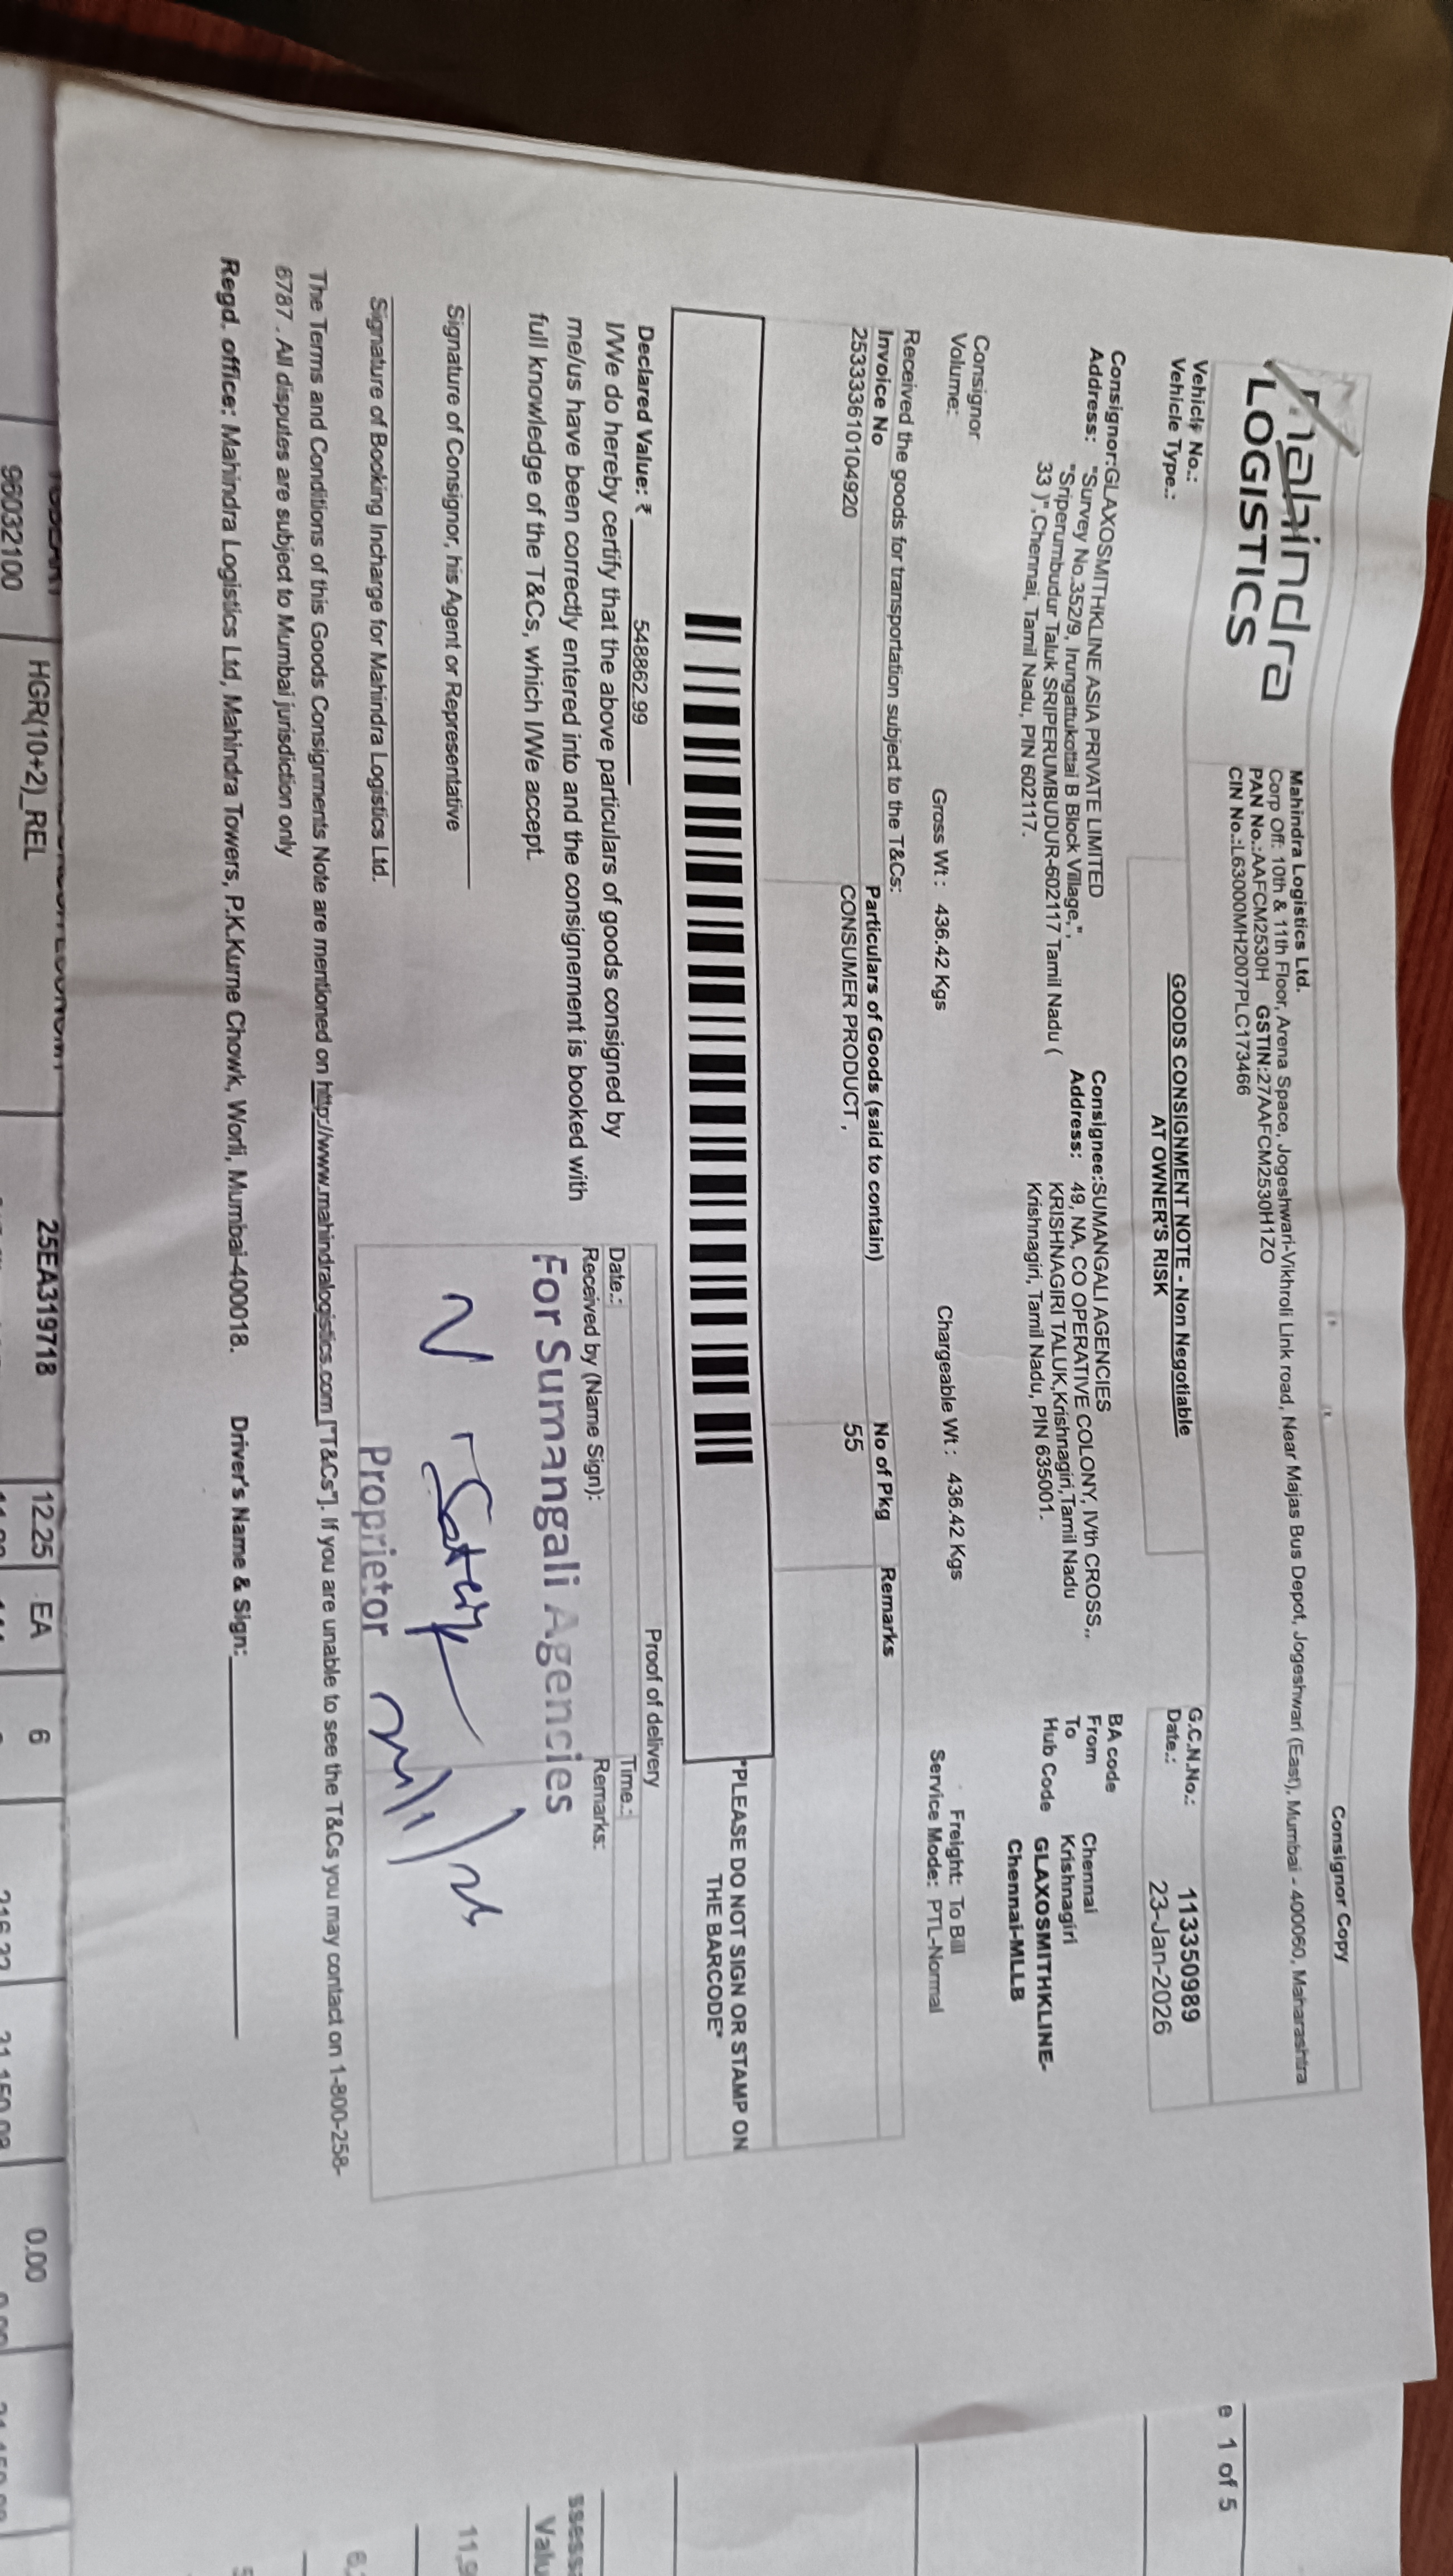 Consignor Copy
mahindra
LOGISTICS
Mahindra Logistics Ltd.
Corp Off: 10th & 11th Floor, Arena Space, Jogeshwari-Vikhroli Link road, Near Majas Bus Depot, Jogeshwari (East), Mumbai - 400060, Maharashtra
PAN No.:AAFCM2530H GSTIN:27AAFCM2530H1ZO
CIN No.:L63000MH2007PLC173466
Vehicle No.:
Vehicle Type.:
GOODS CONSIGNMENT NOTE - Non Negotiable
AT OWNER'S RISK
G.C.N.No.: 113350989
Date.: 23-Jan-2026
Consignor:GLAXOSMITHKLINE ASIA PRIVATE LIMITED
Address: "Survey No.352/9, Irungattukottai B Block Village,",
"Sriperumbudur Taluk SRIPERUMBUDUR-602117 Tamil Nadu (
33 )",Chennai, Tamil Nadu, PIN 602117.
Consignee:SUMANGALI AGENCIES
Address: 49, NA, CO OPERATIVE COLONY, IVth CROSS,,
KRISHNAGIRI TALUK,Krishnagiri,Tamil Nadu
Krishnagiri, Tamil Nadu, PIN 635001.
BA code
From Chennai
To Krishnagiri
Hub Code GLAXOSMITHKLINE-
Chennai-MLLB
Consignor
Volume:
Gross Wt : 436.42 Kgs
Chargeable Wt : 436.42 Kgs
Freight: To Bill
Service Mode: PTL-Normal
Received the goods for transportation subject to the T&Cs:
Invoice No Particulars of Goods (said to contain) No of Pkg Remarks
253333610104920 CONSUMER PRODUCT , 55
"PLEASE DO NOT SIGN OR STAMP ON
THE BARCODE"
Declared Value: ₹ 548862.99
I/We do hereby certify that the above particulars of goods consigned by
me/us have been correctly entered into and the consignement is booked with
full knowledge of the T&Cs, which I/We accept.
Signature of Consignor, his Agent or Representative
Signature of Booking Incharge for Mahindra Logistics Ltd.
Proof of delivery
Date.: Time.:
Received by (Name Sign): Remarks:
For Sumangali Agencies
Proprietor
The Terms and Conditions of this Goods Consignments Note are mentioned on http://www.mahindralogistics.com ["T&Cs"]. If you are unable to see the T&Cs you may contact on 1-800-258-
6787 . All disputes are subject to Mumbai jurisdiction only
Regd. office: Mahindra Logistics Ltd, Mahindra Towers, P.K.Kurne Chowk, Worli, Mumbai-400018. Driver's Name & Sign:
HGR(10+2)_REL 25EA319718 12.25 EA 6 0.00
96032100
e 1 of 5